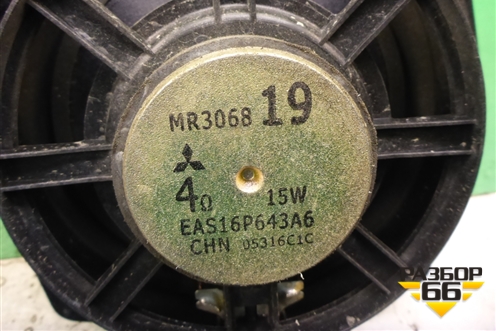 MR3068 19
4Ω 15W
EAS16P643A6
CHN 05316C1C
РАЗБОР
66